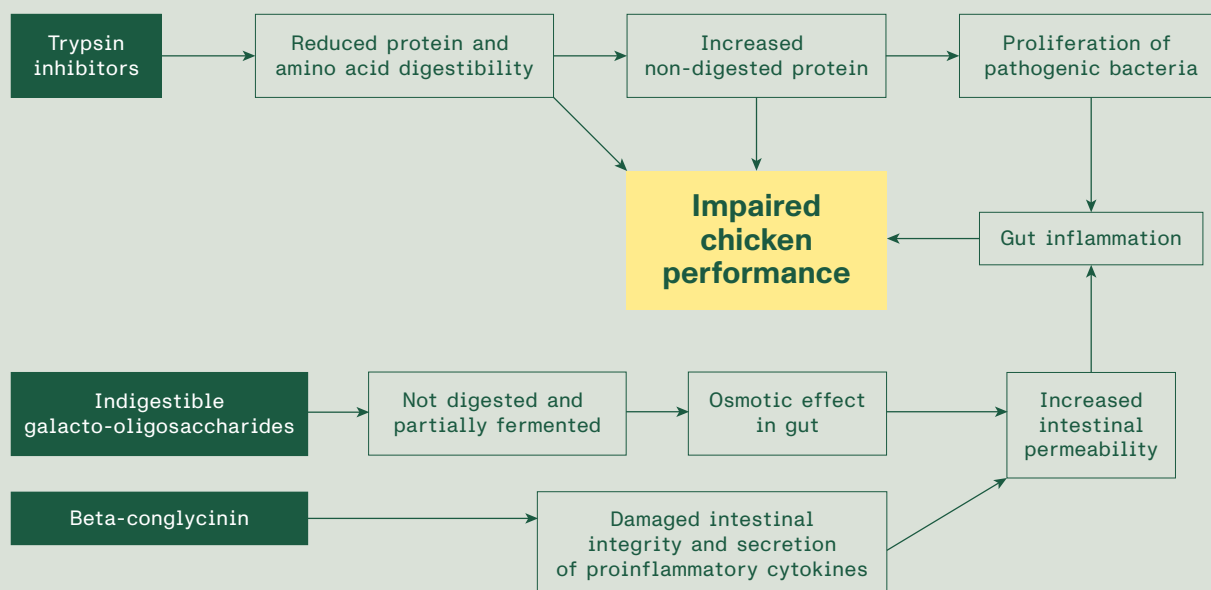 Trypsin
inhibitors
Reduced protein and
amino acid digestibility
Increased
non-digested protein
Proliferation of
pathogenic bacteria
Impaired
chicken
performance
Gut inflammation
Indigestible
galacto-oligosaccharides
Not digested and
partially fermented
Osmotic effect
in gut
Increased
intestinal
permeability
Beta-conglycinin
Damaged intestinal
integrity and secretion
of proinflammatory cytokines